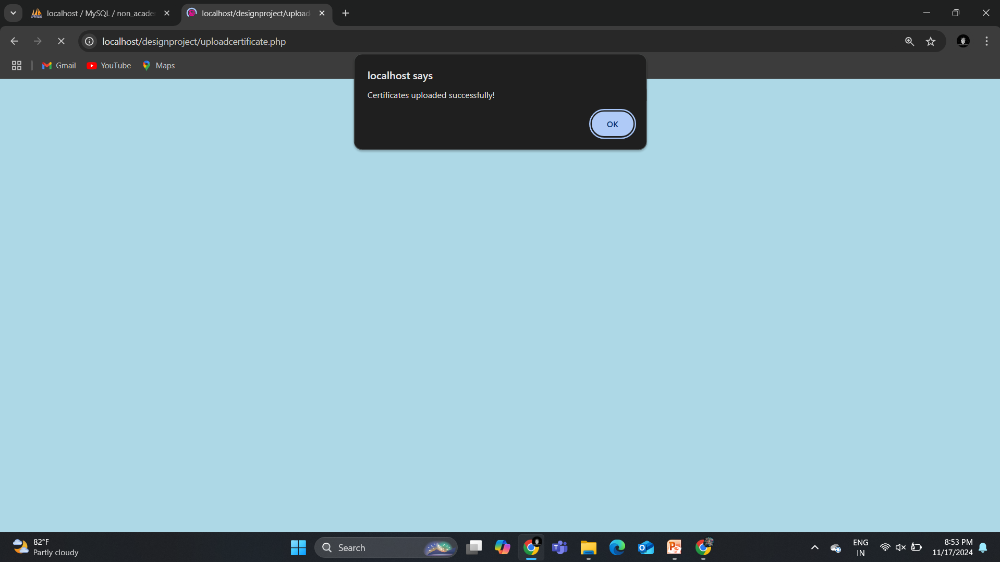 localhost / MySQL / non_acader
localhost/designproject/upload
localhost/designproject/uploadcertificate.php
Gmail
YouTube
Maps
localhost says
Certificates uploaded successfully!
OK
82°F
Partly cloudy
Search
ENG
IN
8:53 PM
11/17/2024